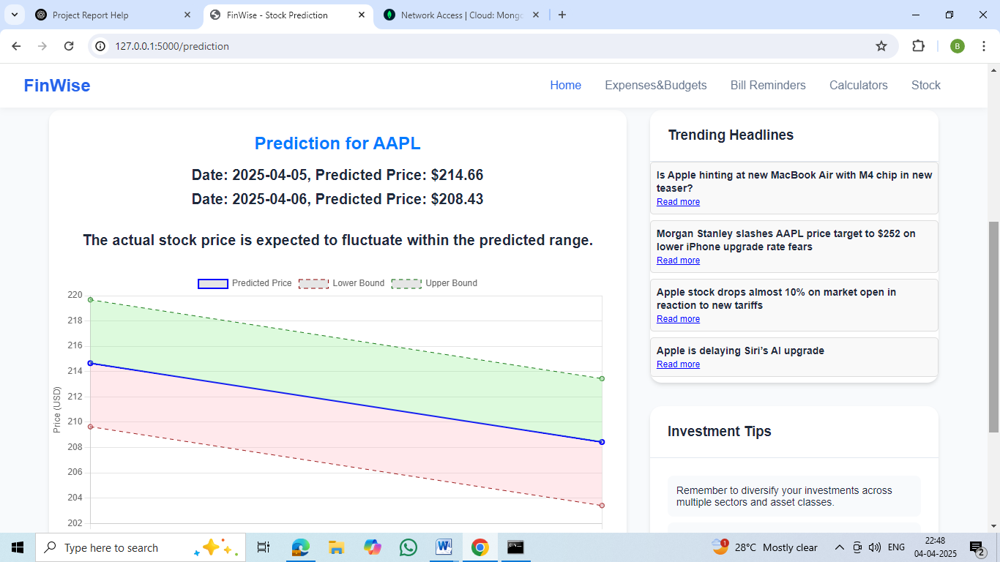 Project Report Help
FinWise - Stock Prediction
Network Access | Cloud: Mongo
127.0.0.1:5000/prediction
B
FinWise
Home
Expenses&Budgets
Bill Reminders
Calculators
Stock
Prediction for AAPL
Date: 2025-04-05, Predicted Price: $214.66
Date: 2025-04-06, Predicted Price: $208.43
The actual stock price is expected to fluctuate within the predicted range.
Predicted Price
Lower Bound
Upper Bound
Price (USD)
220
218
216
214
212
210
208
206
204
202
Trending Headlines
Is Apple hinting at new MacBook Air with M4 chip in new
teaser?
Read more
Morgan Stanley slashes AAPL price target to $252 on
lower iPhone upgrade rate fears
Read more
Apple stock drops almost 10% on market open in
reaction to new tariffs
Read more
Apple is delaying Siri’s AI upgrade
Read more
Investment Tips
Remember to diversify your investments across
multiple sectors and asset classes.
Type here to search
1
28°C Mostly clear
ENG
22:48
04-04-2025
2